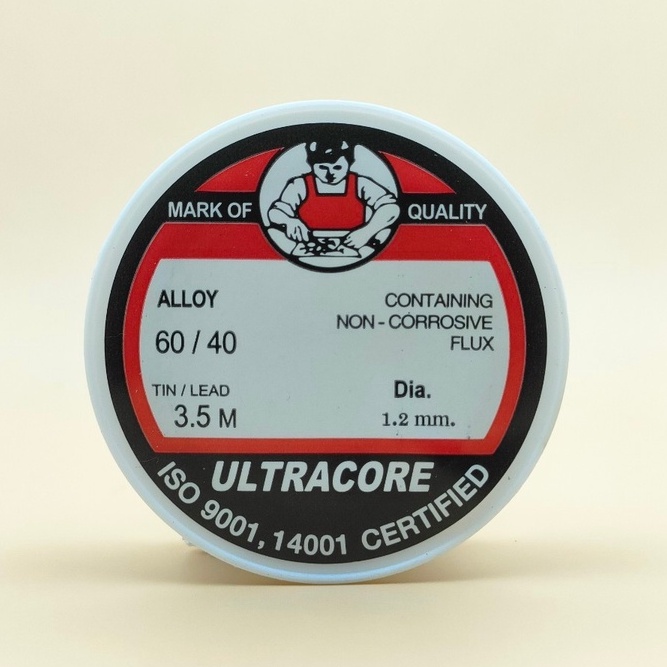 MARK OF QUALITY
ALLOY
60 / 40
TIN / LEAD
3.5 M
CONTAINING
NON - CORROSIVE
FLUX
Dia.
1.2 mm.
ULTRACORE
ISO 9001, 14001 CERTIFIED